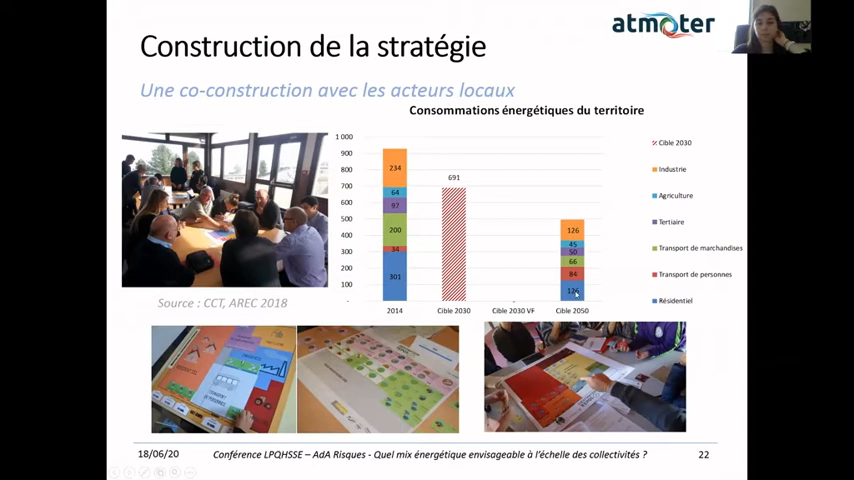 atmoter
Construction de la stratégie
Une co-construction avec les acteurs locaux
Consommations énergétiques du territoire
1 000
900
800
700
600
500
400
300
200
100
-
234
64
97
200
34
301
691
126
45
50
66
84
126
2014
Cible 2030
Cible 2030 VF
Cible 2050
Cible 2030
Industrie
Agriculture
Tertiaire
Transport de marchandises
Transport de personnes
Résidentiel
Source : CCT, AREC 2018
18/06/20
Conférence LPQHSSE – AdA Risques - Quel mix énergétique envisageable à l'échelle des collectivités ?
22